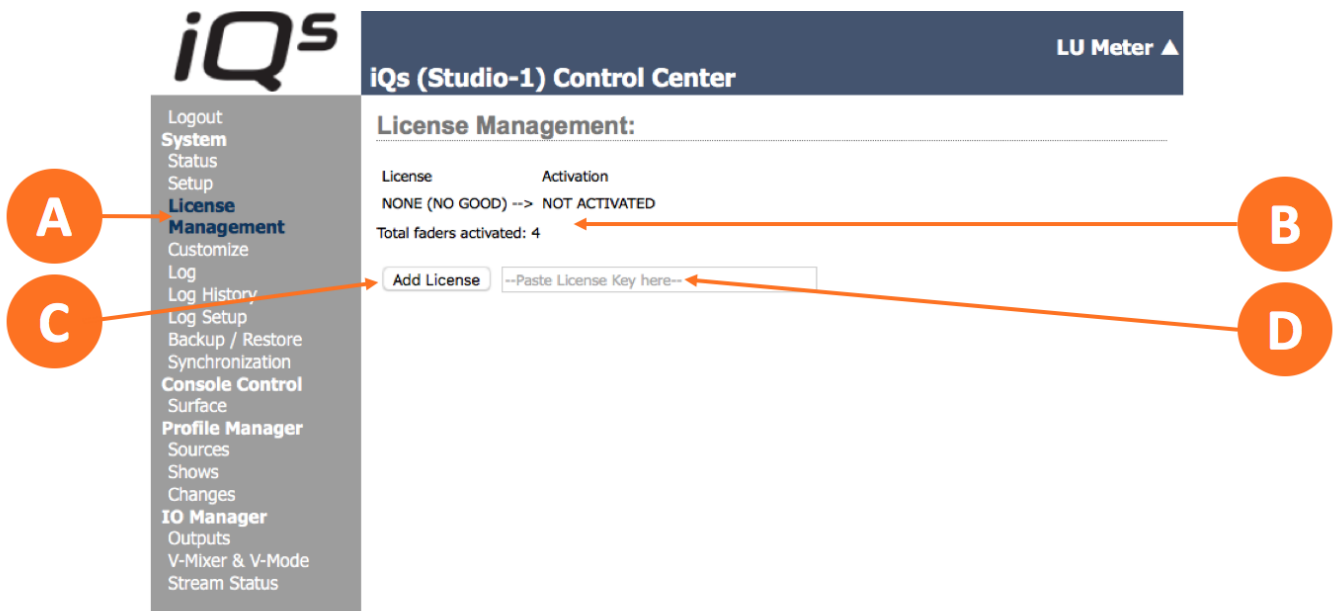 iQs
LU Meter ▲
iQs (Studio-1) Control Center
Logout
System
Status
Setup
License
Management
Customize
Log
Log History
Log Setup
Backup / Restore
Synchronization
Console Control
Surface
Profile Manager
Sources
Shows
Changes
IO Manager
Outputs
V-Mixer & V-Mode
Stream Status
License Management:
License Activation
NONE (NO GOOD) --> NOT ACTIVATED
Total faders activated: 4
Add License --Paste License Key here--
A
B
C
D